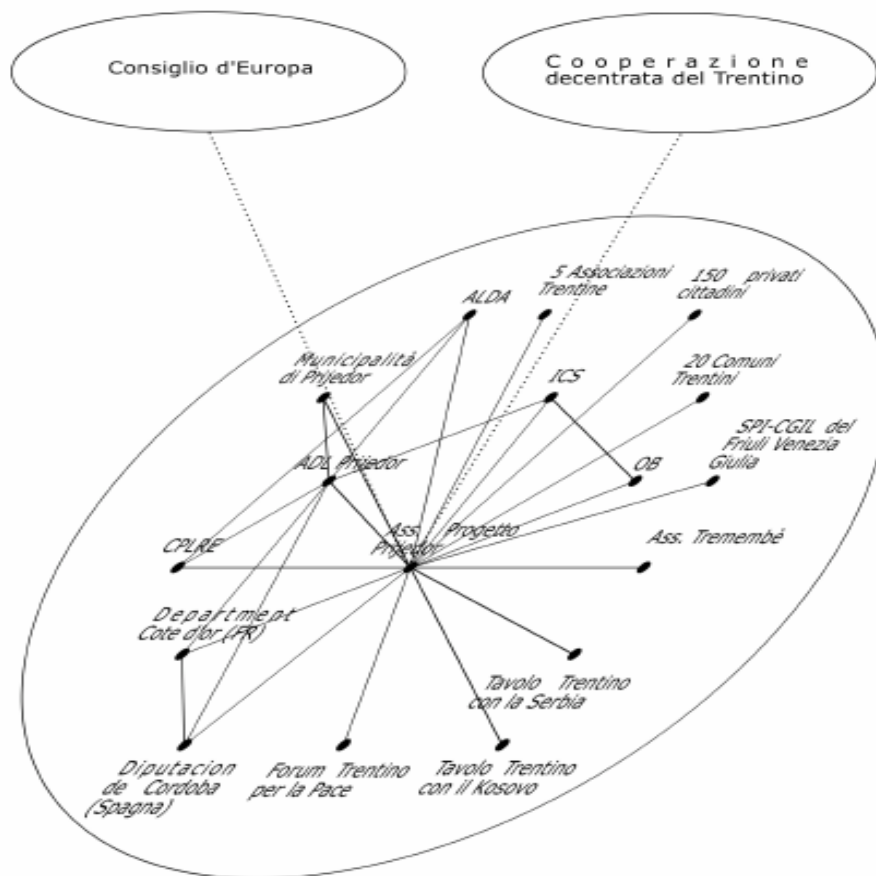 Consiglio d'Europa
C o o p e r a z i o n e
decentrata del Trentino
5 Associazioni
Trentine
150 privati
cittadini
ALDA
Municipalità
di Prijedor
ICS
20 Comuni
Trentini
SPI-CGIL del
Friuli Venezia
Giulia
ADL Prijedor
OB
Ass. Progetto
Prijedor
CPLRE
Ass. Tremembè
D e p a r t m e n t
Cote d'or (FR)
Tavolo Trentino
con la Serbia
Diputacion
de Cordoba
(Spagna)
Forum Trentino
per la Pace
Tavolo Trentino
con il Kosovo